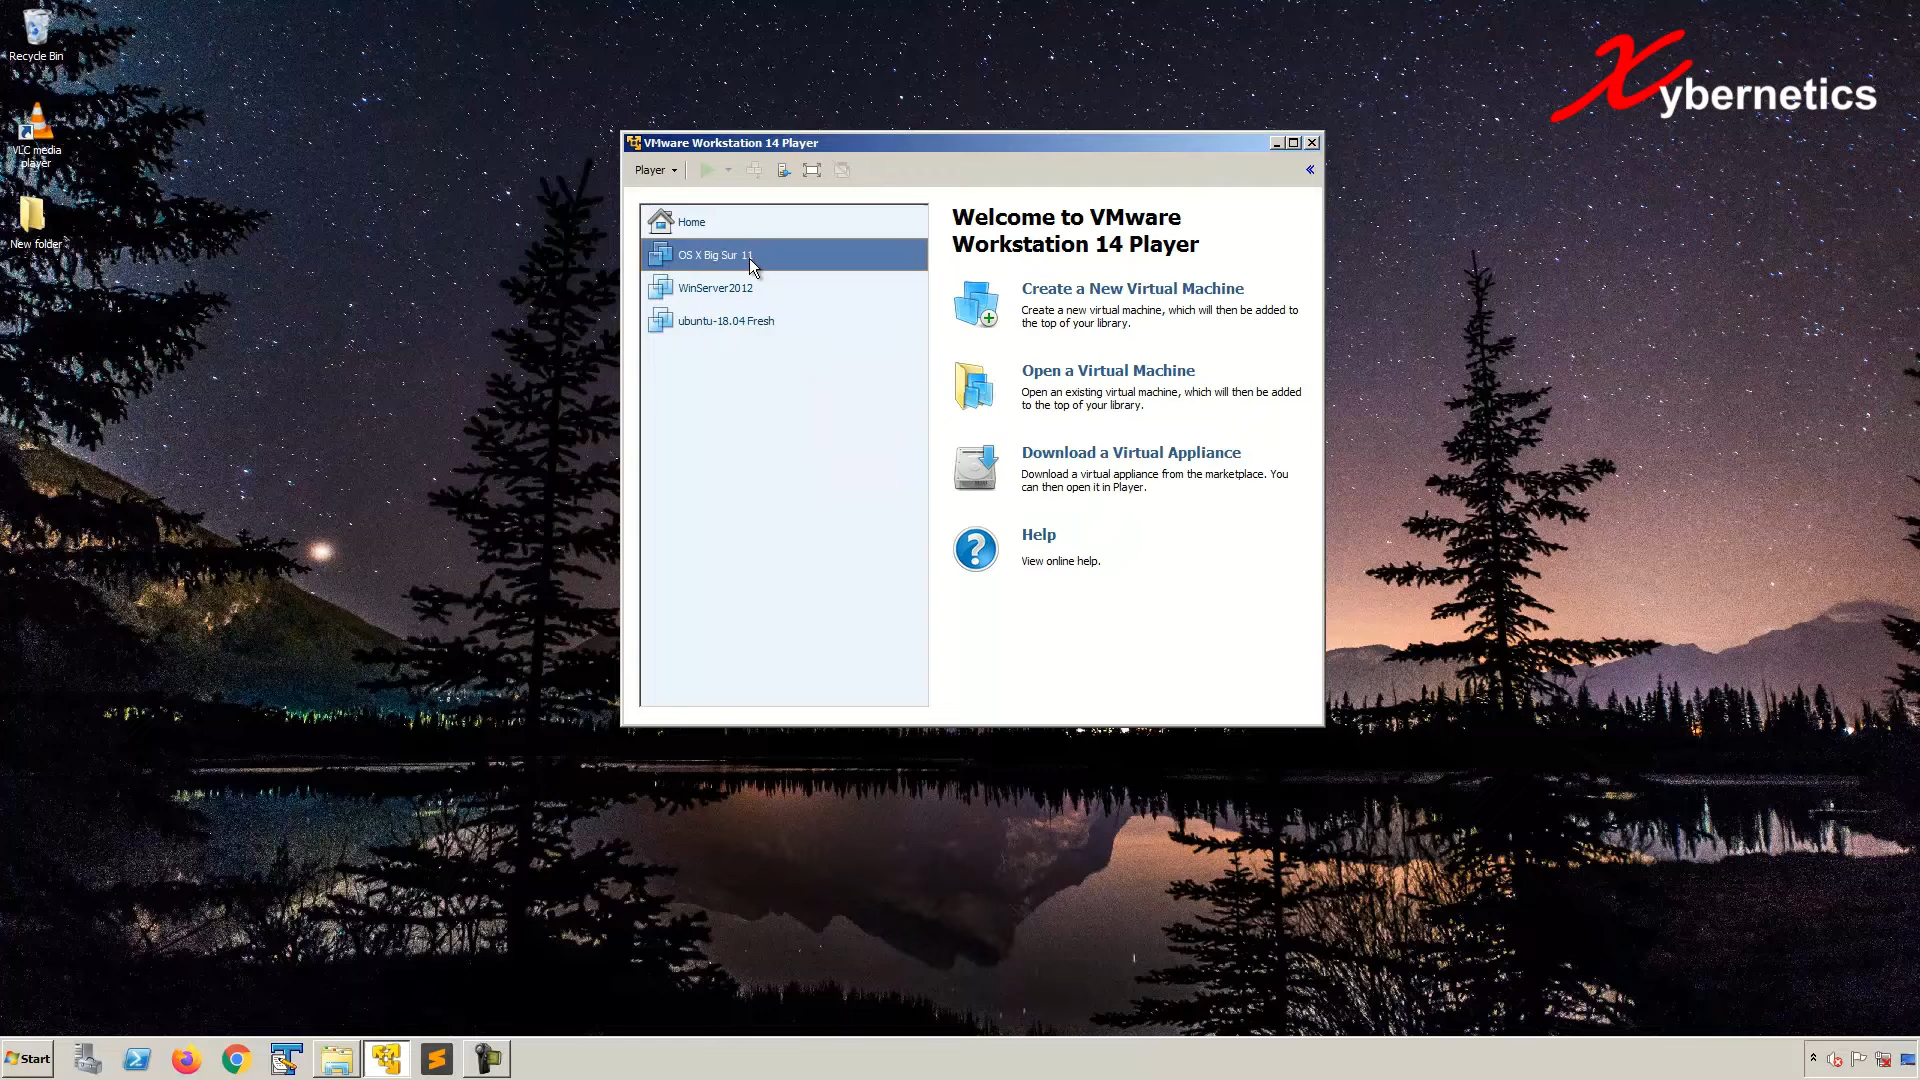 Recycle Bin
VLC media
player
New folder
Xybernetics
VMware Workstation 14 Player
Player
Home
OS X Big Sur 11
WinServer2012
ubuntu-18.04 Fresh
Welcome to VMware
Workstation 14 Player
Create a New Virtual Machine
Create a new virtual machine, which will then be added to
the top of your library.
Open a Virtual Machine
Open an existing virtual machine, which will then be added
to the top of your library.
Download a Virtual Appliance
Download a virtual appliance from the marketplace. You
can then open it in Player.
Help
View online help.
Start